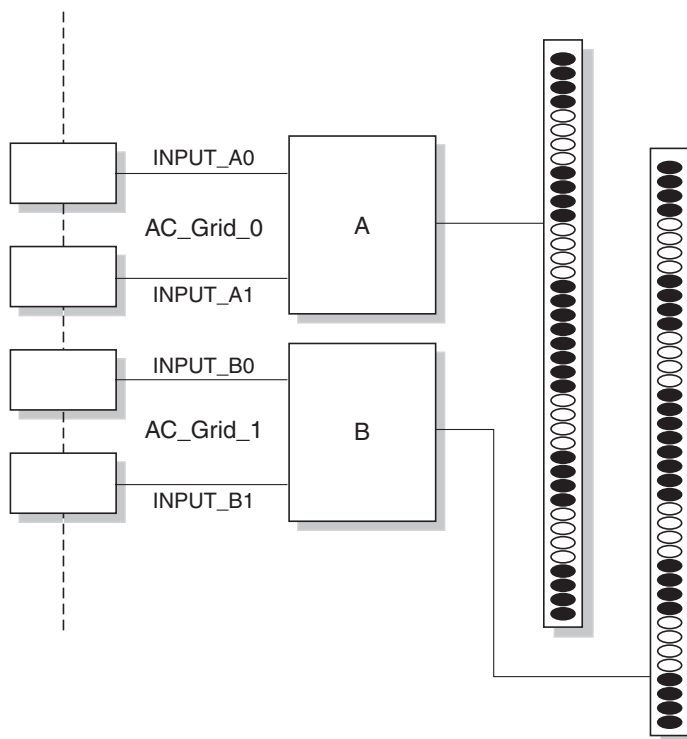 INPUT_A0
AC_Grid_0
A
INPUT_A1
INPUT_B0
AC_Grid_1
B
INPUT_B1